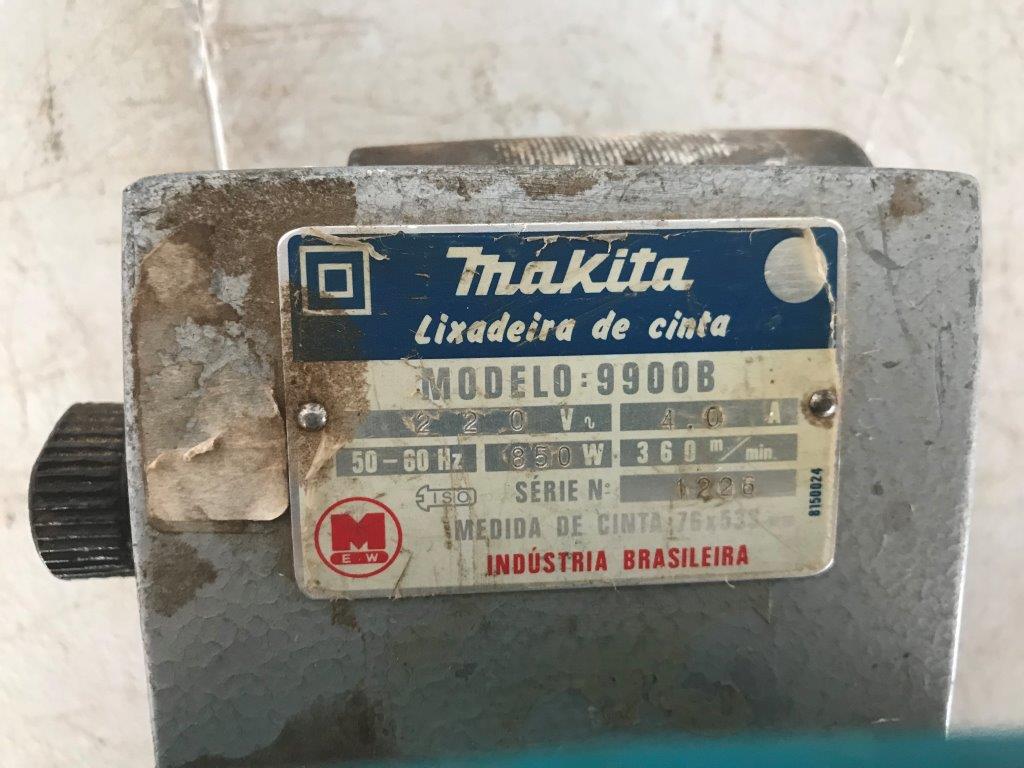 Makita
Lixadeira de cinta
MODELO: 9900B
220 V~ 4.0 A
50-60 Hz 850 W. 360 m/min.
ISO SÉRIE Nº 1226
MEDIDA DE CINTA 76x533 mm
M
E.W
INDÚSTRIA BRASILEIRA
8150024